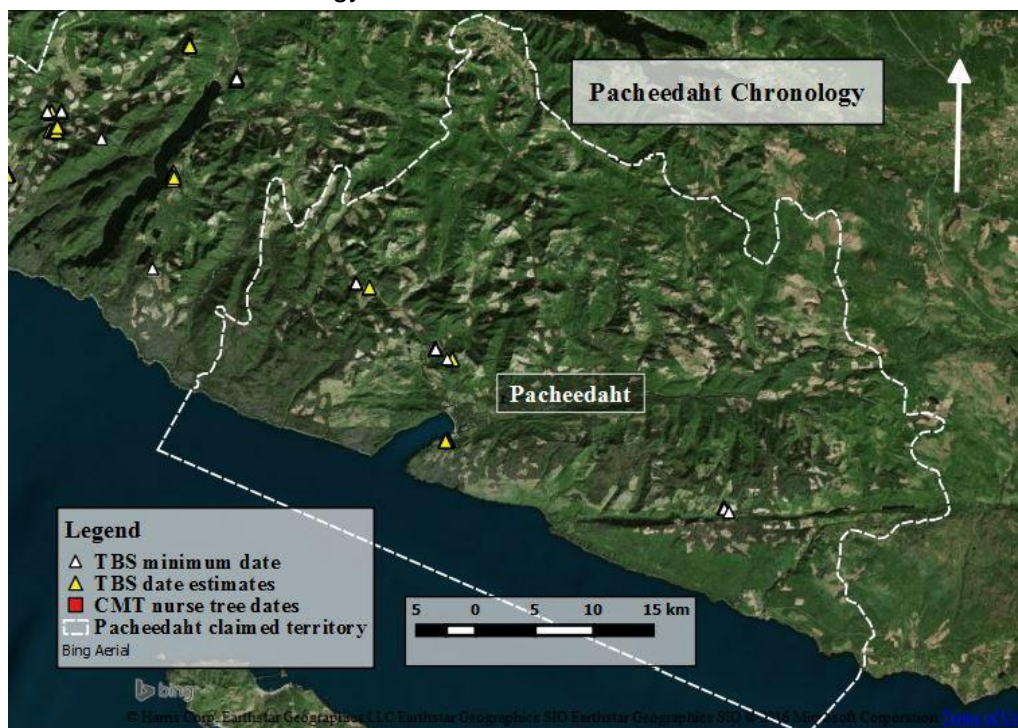 Pacheedaht Chronology
Pacheedaht
Legend
TBS minimum date
TBS date estimates
CMT nurse tree dates
Pacheedaht claimed territory
Bing Aerial
5 0 5 10 15 km
bing
© Harris Corp, Earthstar Geographics LLC Earthstar Geographics SIO Earthstar Geographics SIO © 2016 Microsoft Corporation